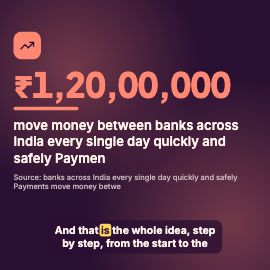 ₹1,20,00,000
move money between banks across
India every single day quickly and
safely Paymen
Source: banks across India every single day quickly and safely
Payments move money betwe
And that is the whole idea, step
by step, from the start to the